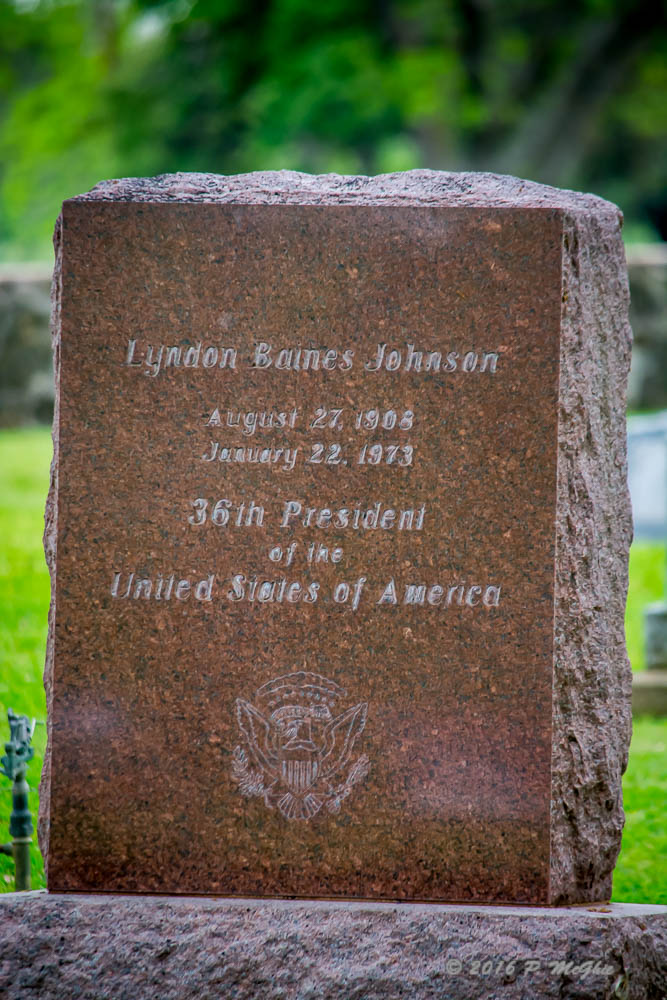 Lyndon Baines Johnson
August 27, 1908
January 22, 1973
36th President
of the
United States of America
© 2016 P McGhie